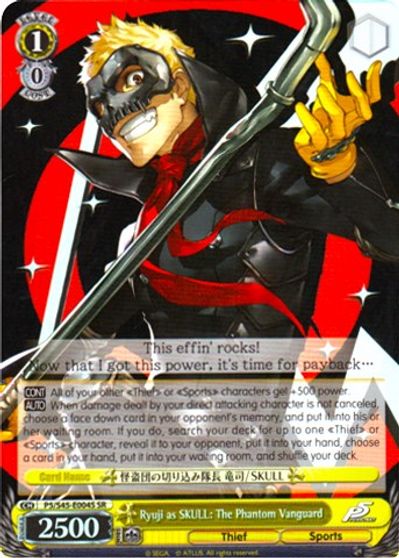 LEVEL
1
0
COST
This effin' rocks!
Now that I got this power, it's time for payback…
CONT All of your other «Thief» or «Sports» characters get +500 power.
AUTO When damage dealt by your direct attacking character is not canceled,
choose a face down card in your opponent's memory, and put it into his or
her waiting room. If you do, search your deck for up to one «Thief» or
«Sports» character, reveal it to your opponent, put it into your hand, choose
a card in your hand, put it into your waiting room, and shuffle your deck.
Card Name
怪盗団の切り込み隊長 竜司/SKULL
CH P5/S45-E004S SR
Ryuji as SKULL: The Phantom Vanguard
2500
Thief
Sports
P5
© SEGA. © ATLUS. All rights reserved.